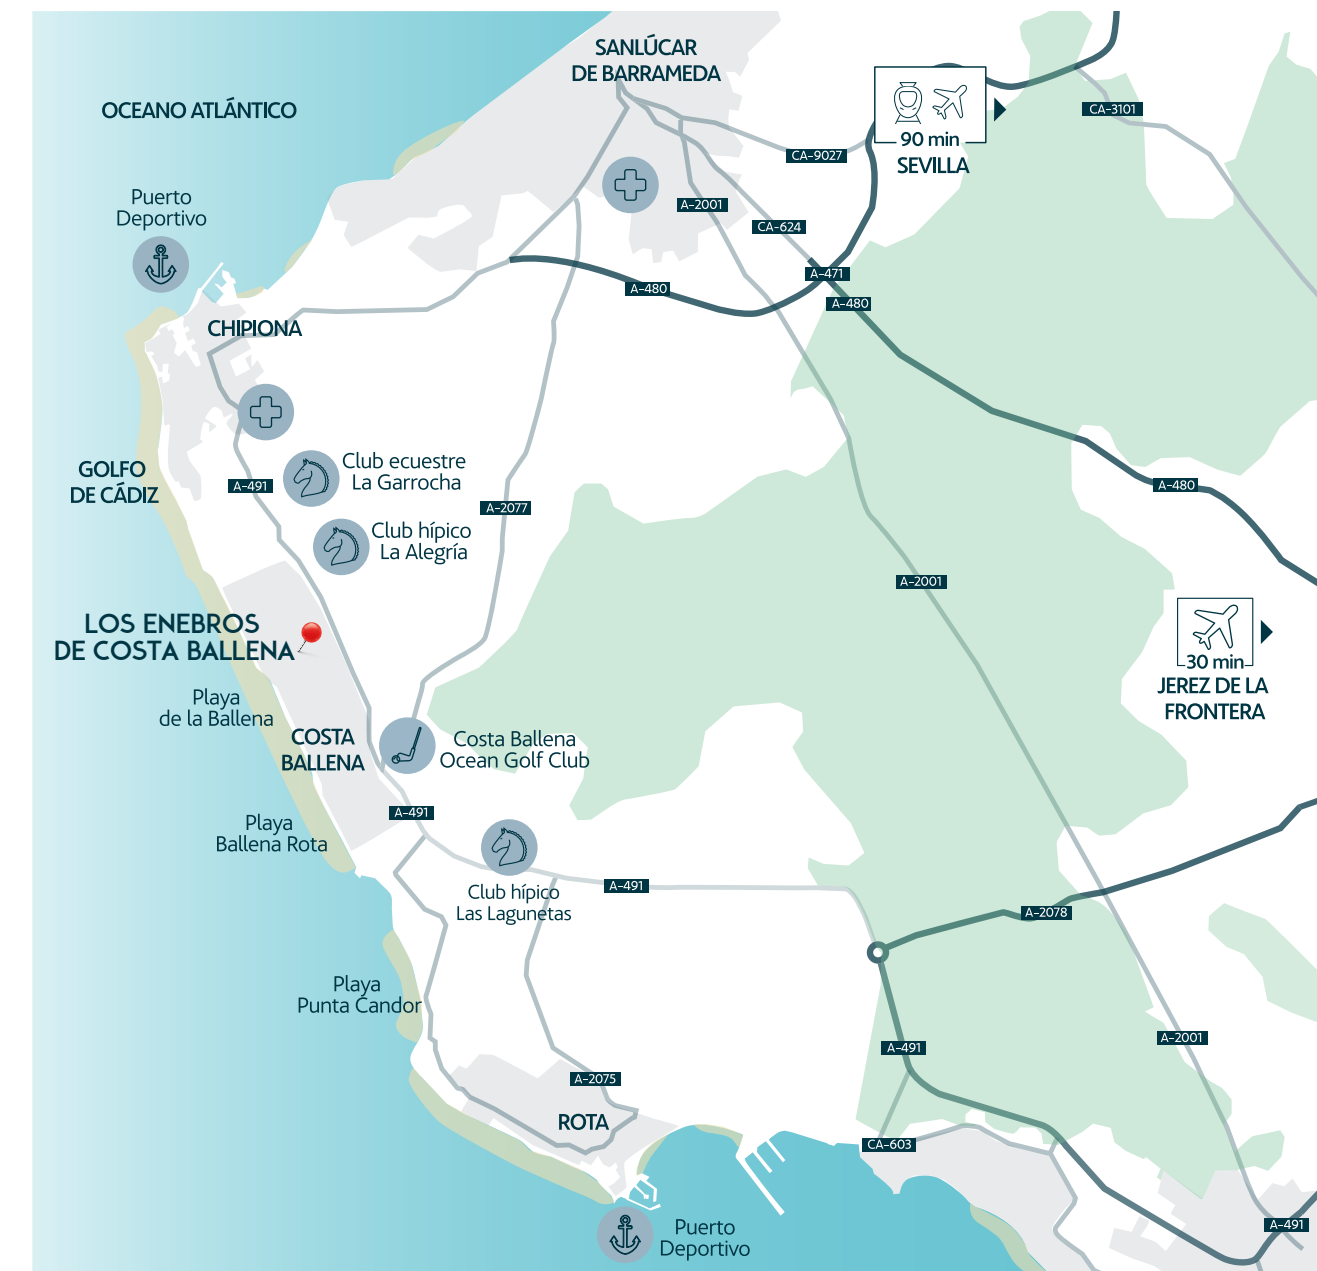 SANLÚCAR
DE BARRAMEDA
OCEANO ATLÁNTICO
CA-3101
90 min
SEVILLA
CA-9027
Puerto
Deportivo
A-2001
CA-624
A-471
A-480
A-480
CHIPIONA
Club ecuestre
La Garrocha
GOLFO
DE CÁDIZ
A-491
A-480
A-2077
Club hípico
La Alegría
A-2001
LOS ENEBROS
DE COSTA BALLENA
30 min
JEREZ DE LA
FRONTERA
Playa
de la Ballena
COSTA
BALLENA
Costa Ballena
Ocean Golf Club
A-491
Playa
Ballena Rota
A-491
Club hípico
Las Lagunetas
A-2078
Playa
Punta Candor
A-2001
A-491
A-2075
ROTA
CA-603
Puerto
Deportivo
A-491